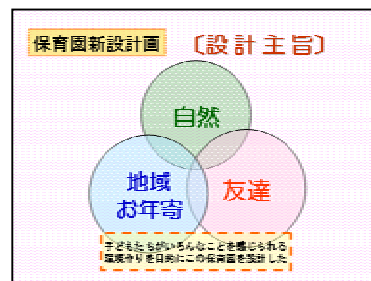 保育園新設計画
〔設計主旨〕
自然
地域
お年寄
友達
子どもたちがいろんなことを感じられる
環境作りを目的にこの保育園を設計した